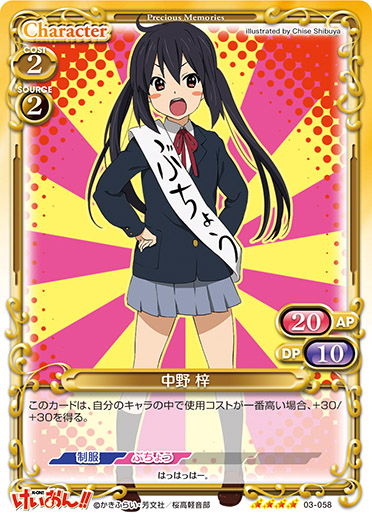 Precious Memories
Character
illustrated by Chise Shibuya
COST
2
SOURCE
2
ぶちょう
20 AP
DP 10
中野 梓
このカードは、自分のキャラの中で使用コストが一番高い場合、+30/
+30を得る。
制服 ぶちょう
はっはっはー。
けいおん!!
©かきふらい・芳文社/桜高軽音部
03-058